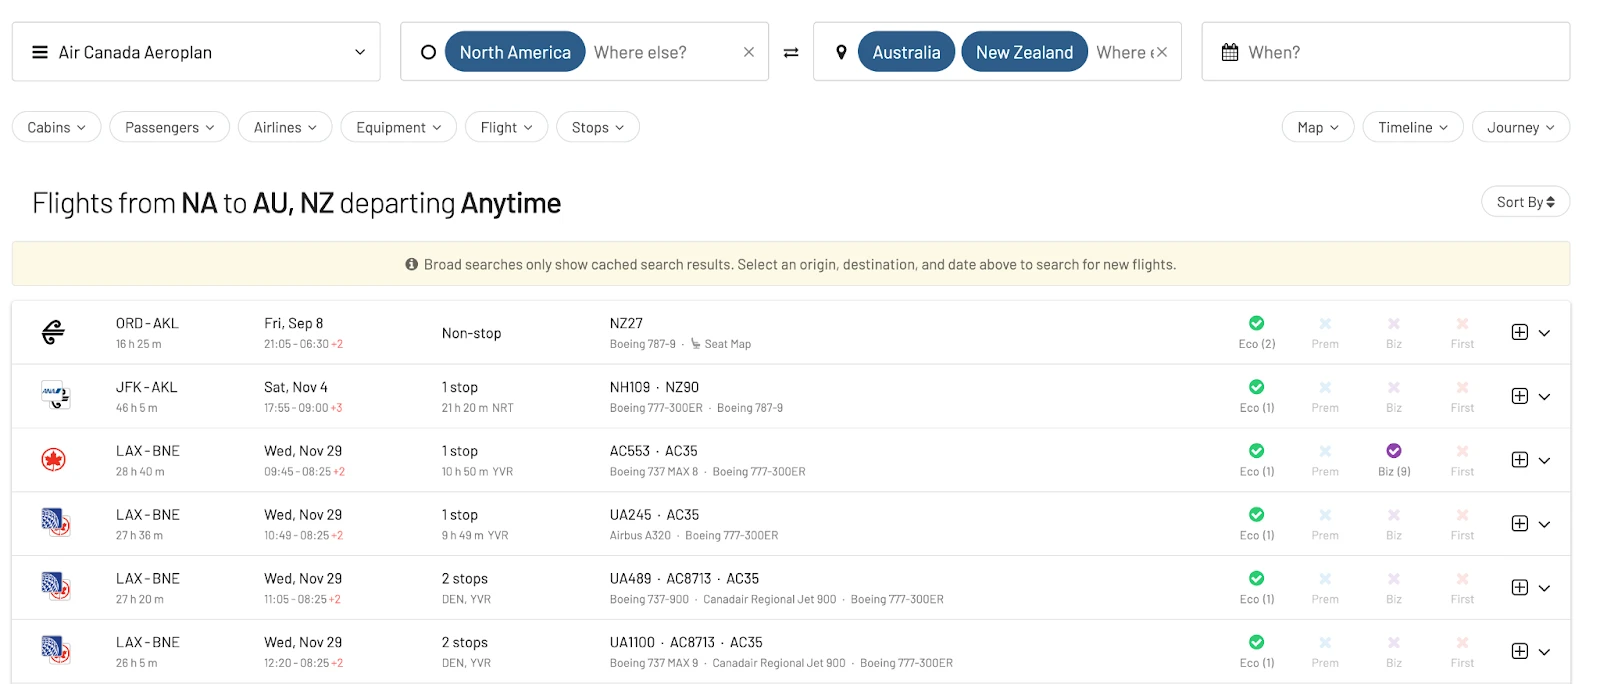 Air Canada Aeroplan
North America Where else?
Australia New Zealand Where e
When?
Cabins Passengers Airlines Equipment Flight Stops Map Timeline Journey
Flights from NA to AU, NZ departing Anytime
Sort By
Broad searches only show cached search results. Select an origin, destination, and date above to search for new flights.
ORD - AKL Fri, Sep 8 Non-stop NZ27
16 h 25 m 21:05 - 06:30 +2 Boeing 787-9 · Seat Map Eco (2) Prem Biz First
ANA
JFK - AKL Sat, Nov 4 1 stop NH109 · NZ90
46 h 5 m 17:55 - 09:00 +3 21 h 20 m NRT Boeing 777-300ER · Boeing 787-9 Eco (1) Prem Biz First
LAX - BNE Wed, Nov 29 1 stop AC553 · AC35
28 h 40 m 09:45 - 08:25 +2 10 h 50 m YVR Boeing 737 MAX 8 · Boeing 777-300ER Eco (1) Prem Biz (9) First
LAX - BNE Wed, Nov 29 1 stop UA245 · AC35
27 h 36 m 10:49 - 08:25 +2 9 h 49 m YVR Airbus A320 · Boeing 777-300ER Eco (1) Prem Biz First
LAX - BNE Wed, Nov 29 2 stops UA489 · AC8713 · AC35
27 h 20 m 11:05 - 08:25 +2 DEN, YVR Boeing 737-900 · Canadair Regional Jet 900 · Boeing 777-300ER Eco (1) Prem Biz First
LAX - BNE Wed, Nov 29 2 stops UA1100 · AC8713 · AC35
26 h 5 m 12:20 - 08:25 +2 DEN, YVR Boeing 737 MAX 9 · Canadair Regional Jet 900 · Boeing 777-300ER Eco (1) Prem Biz First